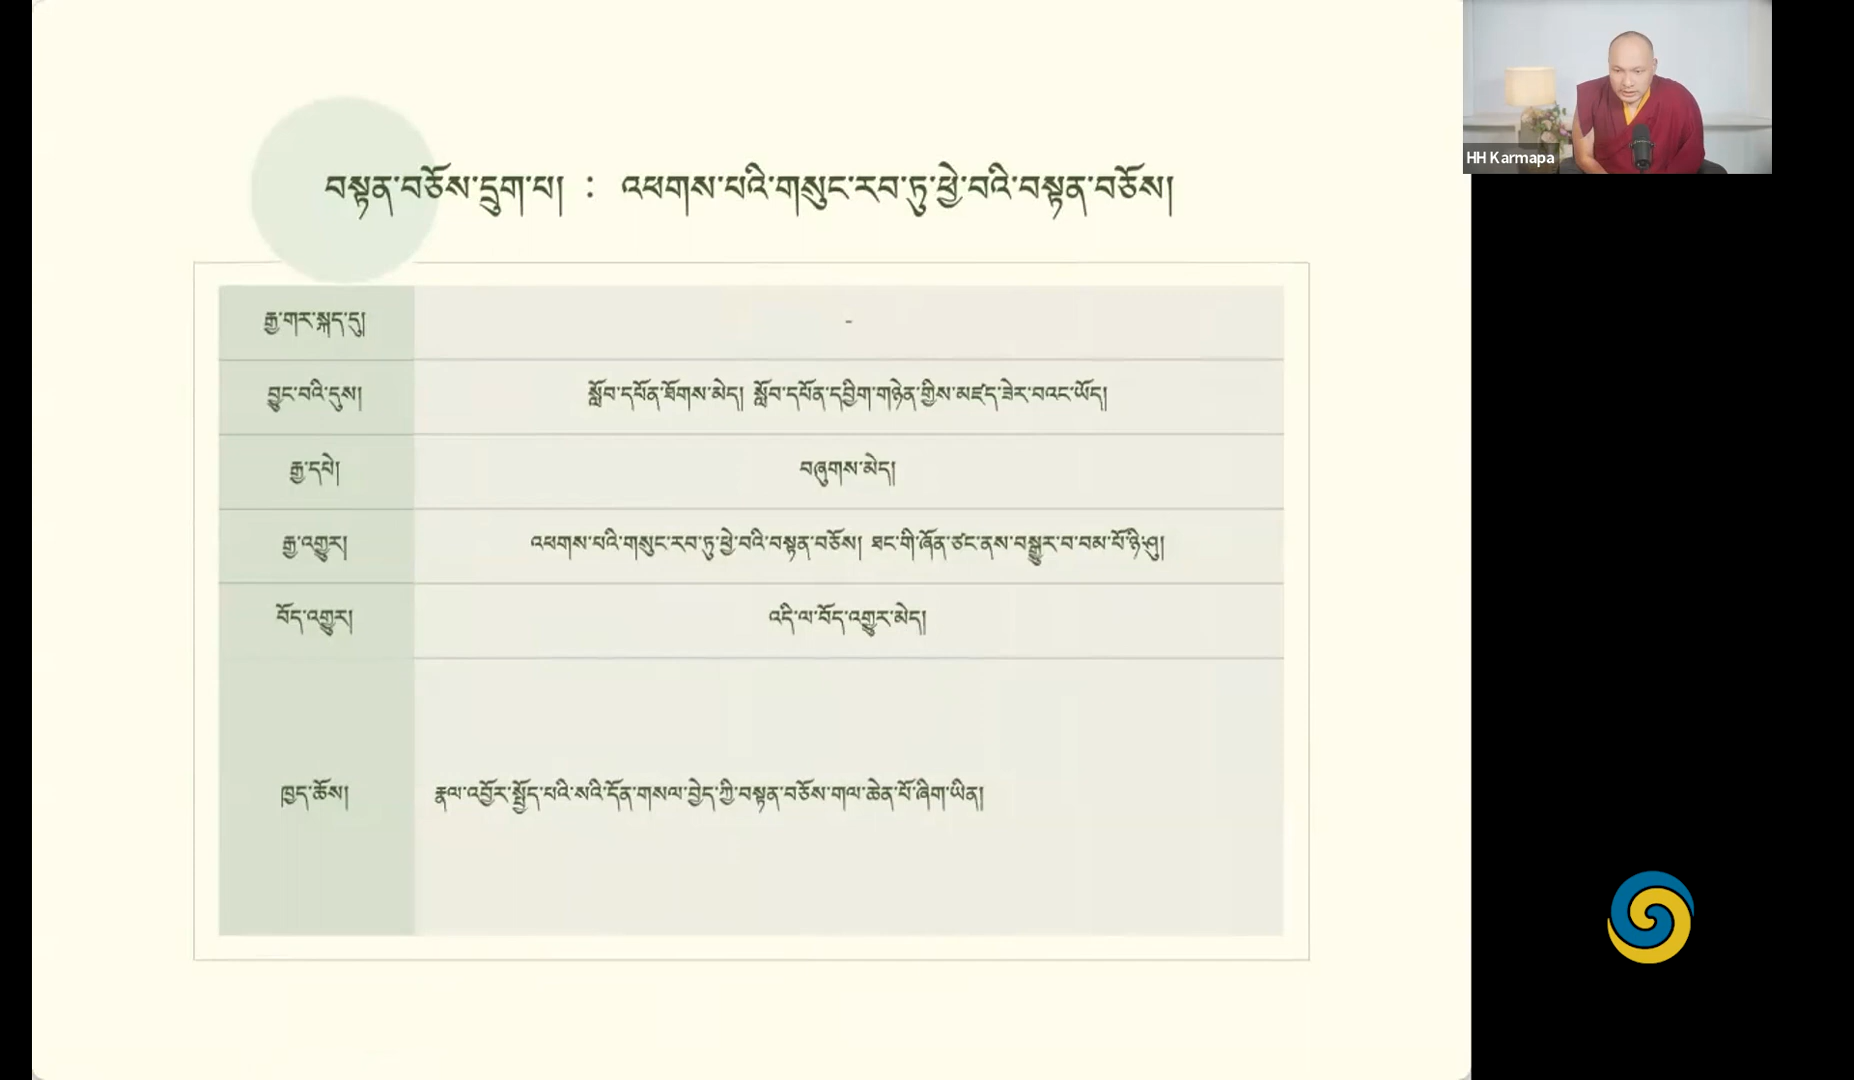 བསྟན་བཅོས་དྲུག་པ། : འཕགས་པའི་གསུང་རབ་ཏུ་ཕྱེ་བའི་བསྟན་བཅོས།
HH Karmapa
རྒྱ་གར་སྐད་དུ། -
བྱུང་བའི་དུས། སློབ་དཔོན་ཐོགས་མེད། སློབ་དཔོན་དབྱིག་གཉེན་གྱིས་མཛད་ཟེར་བའང་ཡོད།
རྒྱ་དཔེ། བཞུགས་མེད།
རྒྱ་འགྱུར། འཕགས་པའི་གསུང་རབ་ཏུ་ཕྱེ་བའི་བསྟན་བཅོས། ཐང་གི་ཞོན་ཙང་ནས་བསྒྱུར་བ་བམ་པོ་ཉི་ཤུ།
བོད་འགྱུར། འདི་ལ་བོད་འགྱུར་མེད།
ཁྱད་ཆོས། རྣལ་འབྱོར་སྤྱོད་པའི་སའི་དོན་གསལ་བྱེད་ཀྱི་བསྟན་བཅོས་གལ་ཆེན་པོ་ཞིག་ཡིན།